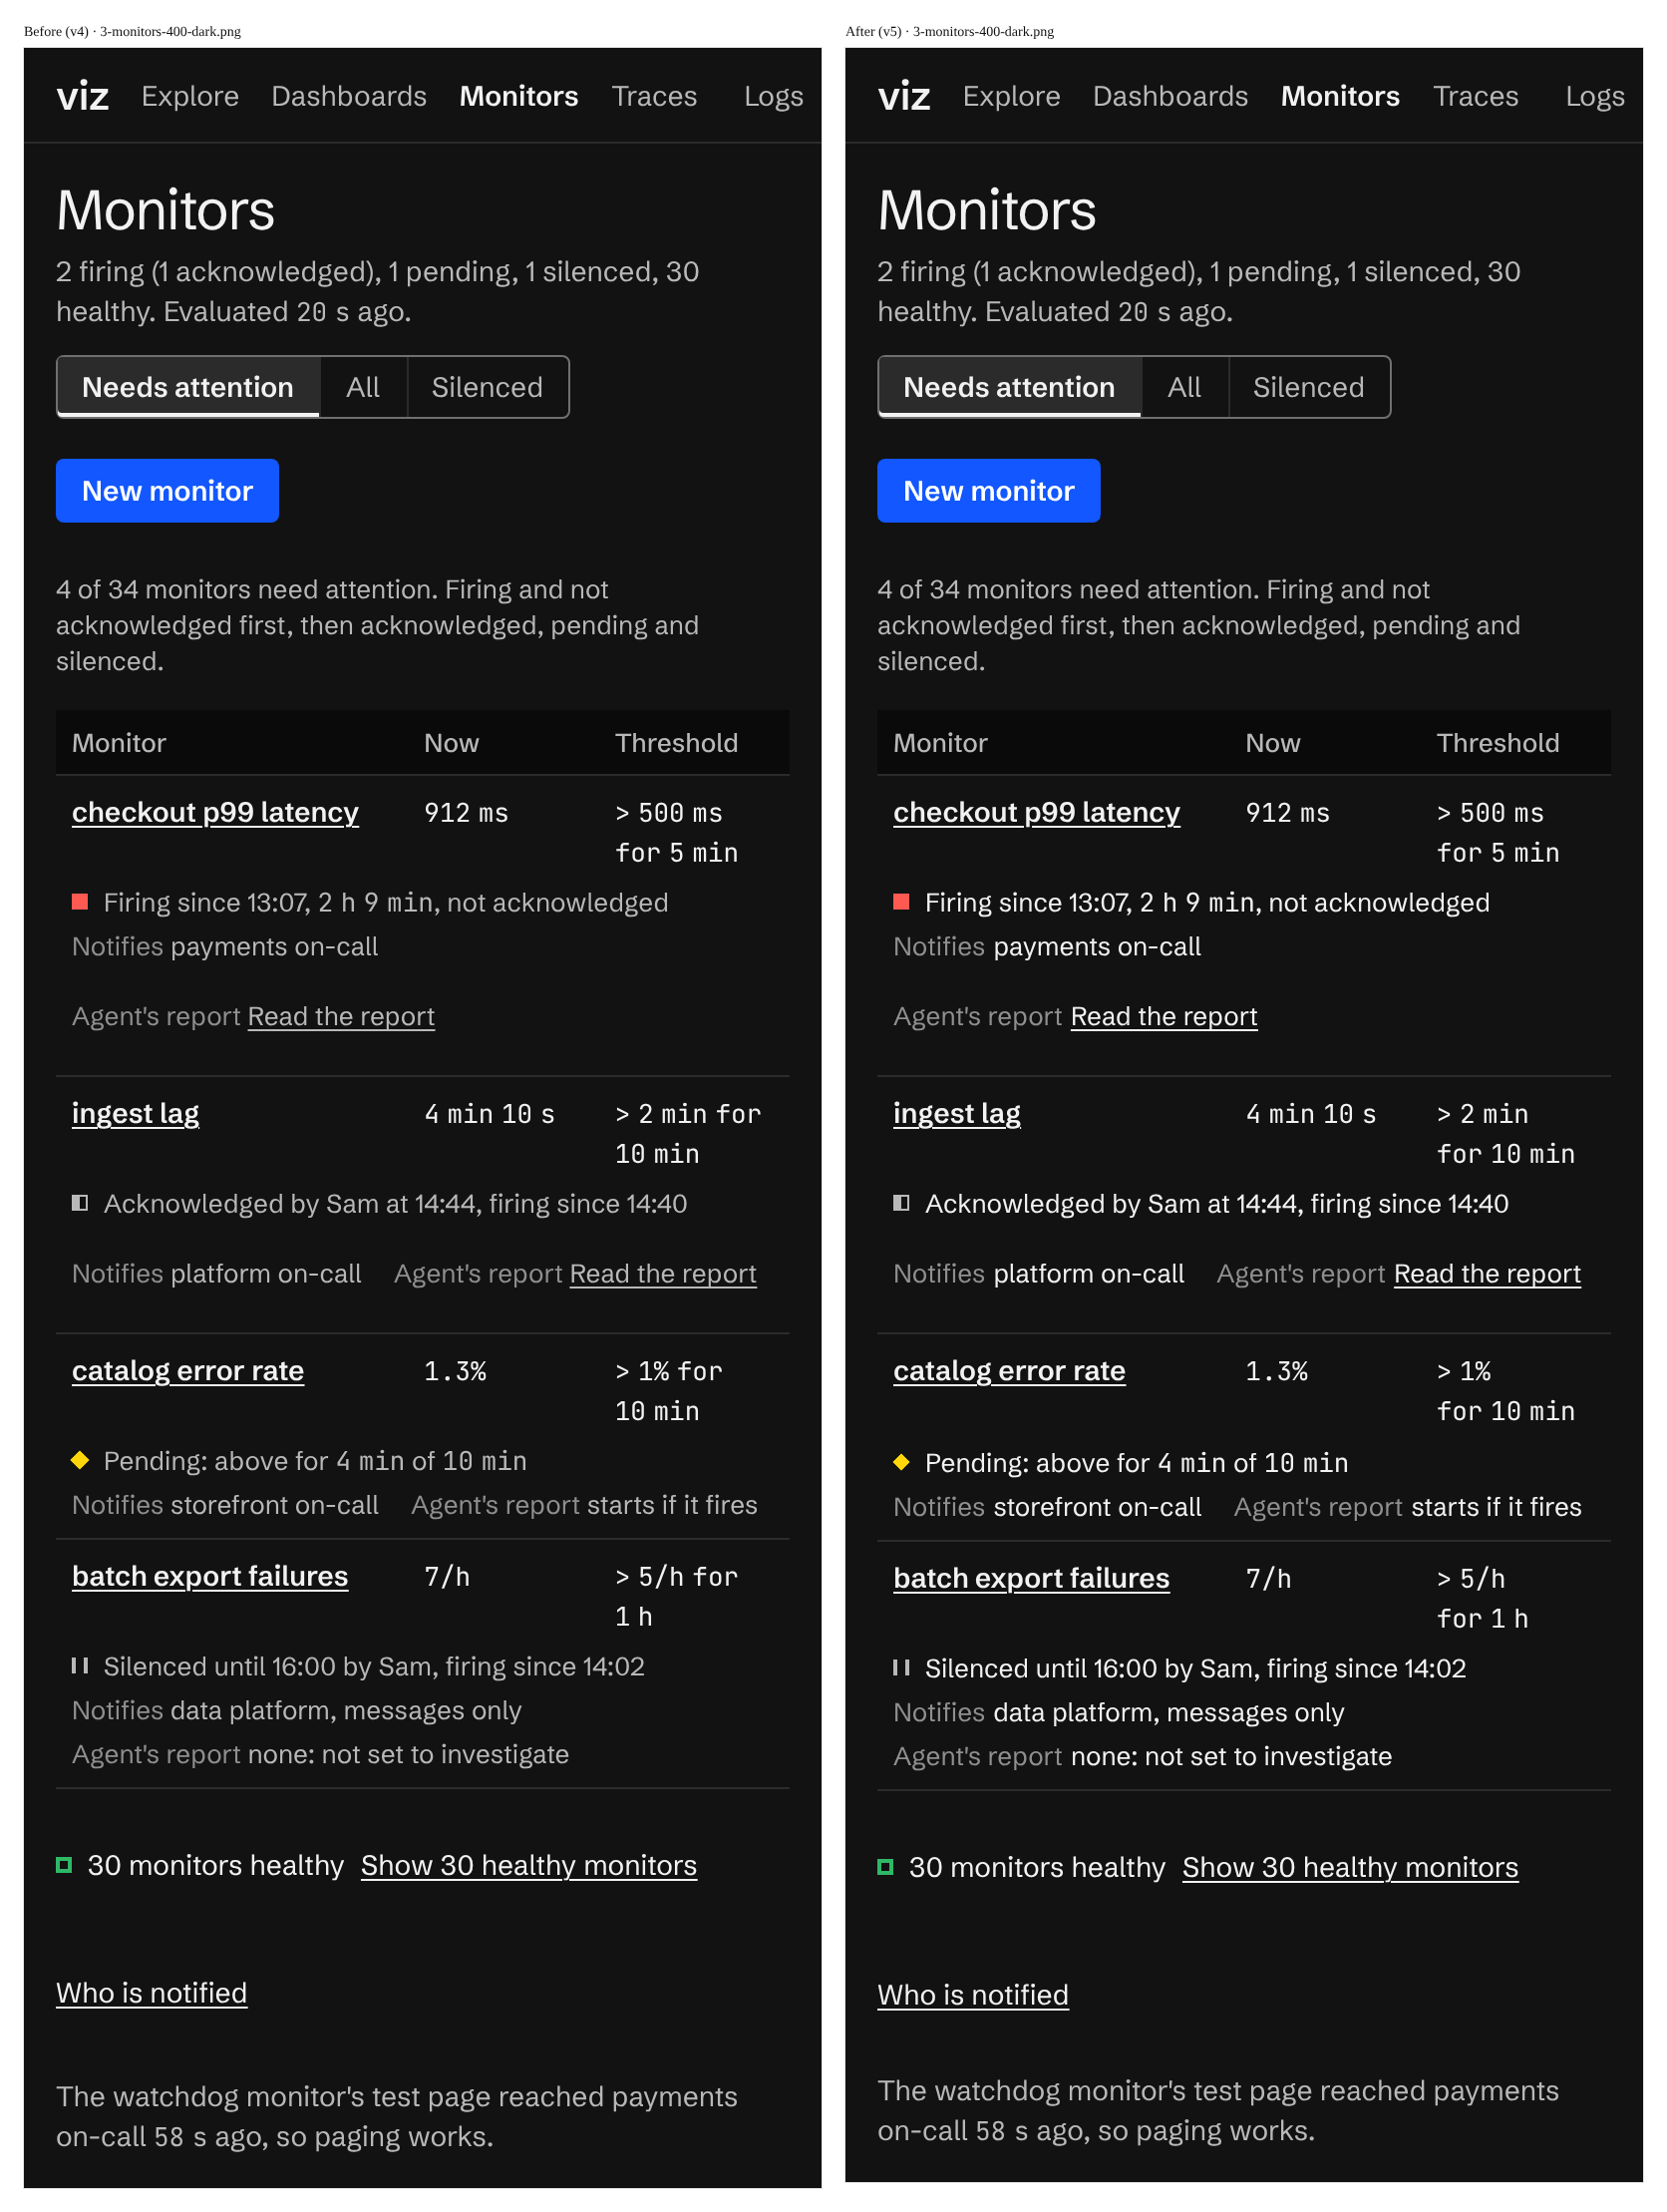 Before (v4) · 3-monitors-400-dark.png
viz Explore Dashboards Monitors Traces Logs
Monitors
2 firing (1 acknowledged), 1 pending, 1 silenced, 30
healthy. Evaluated 20 s ago.
Needs attention All Silenced
New monitor
4 of 34 monitors need attention. Firing and not
acknowledged first, then acknowledged, pending and
silenced.
Monitor Now Threshold
checkout p99 latency 912 ms > 500 ms
for 5 min
Firing since 13:07, 2 h 9 min, not acknowledged
Notifies payments on-call
Agent's report Read the report
ingest lag 4 min 10 s > 2 min for
10 min
Acknowledged by Sam at 14:44, firing since 14:40
Notifies platform on-call Agent's report Read the report
catalog error rate 1.3% > 1% for
10 min
Pending: above for 4 min of 10 min
Notifies storefront on-call Agent's report starts if it fires
batch export failures 7/h > 5/h for
1 h
Silenced until 16:00 by Sam, firing since 14:02
Notifies data platform, messages only
Agent's report none: not set to investigate
30 monitors healthy Show 30 healthy monitors
Who is notified
The watchdog monitor's test page reached payments
on-call 58 s ago, so paging works.
After (v5) · 3-monitors-400-dark.png
viz Explore Dashboards Monitors Traces Logs
Monitors
2 firing (1 acknowledged), 1 pending, 1 silenced, 30
healthy. Evaluated 20 s ago.
Needs attention All Silenced
New monitor
4 of 34 monitors need attention. Firing and not
acknowledged first, then acknowledged, pending and
silenced.
Monitor Now Threshold
checkout p99 latency 912 ms > 500 ms
for 5 min
Firing since 13:07, 2 h 9 min, not acknowledged
Notifies payments on-call
Agent's report Read the report
ingest lag 4 min 10 s > 2 min
for 10 min
Acknowledged by Sam at 14:44, firing since 14:40
Notifies platform on-call Agent's report Read the report
catalog error rate 1.3% > 1%
for 10 min
Pending: above for 4 min of 10 min
Notifies storefront on-call Agent's report starts if it fires
batch export failures 7/h > 5/h
for 1 h
Silenced until 16:00 by Sam, firing since 14:02
Notifies data platform, messages only
Agent's report none: not set to investigate
30 monitors healthy Show 30 healthy monitors
Who is notified
The watchdog monitor's test page reached payments
on-call 58 s ago, so paging works.